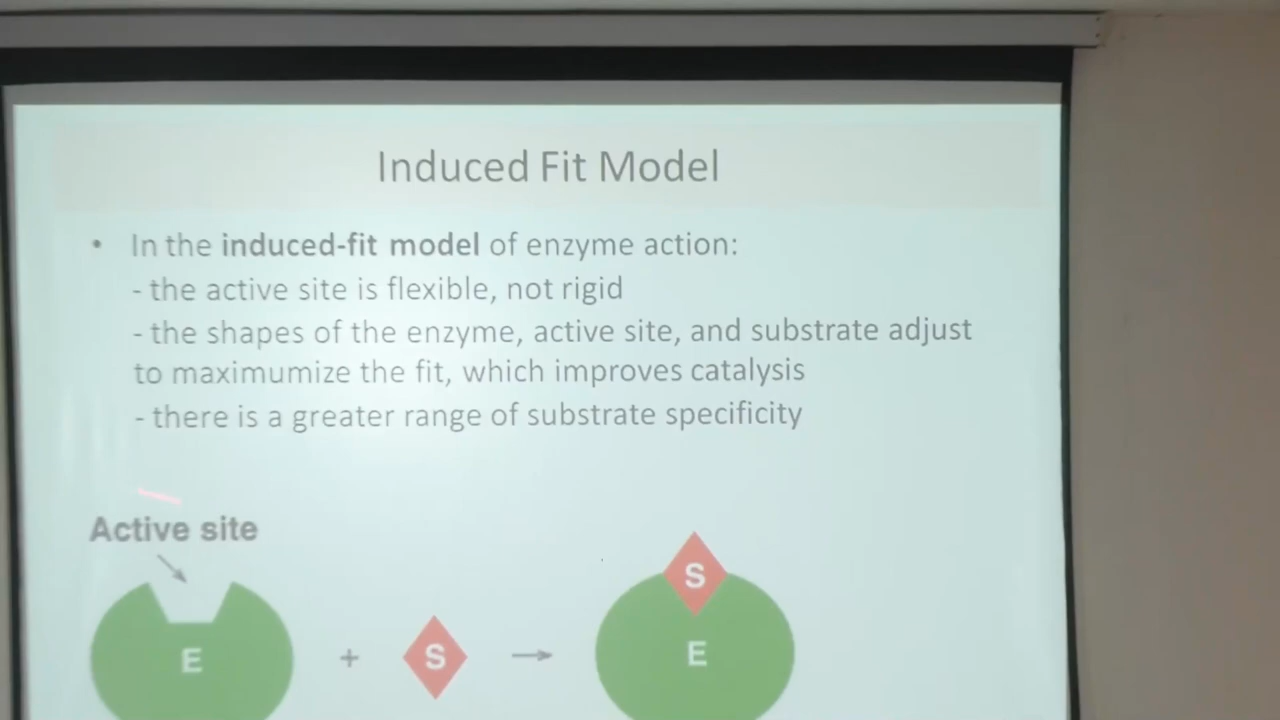 Induced Fit Model
• In the induced-fit model of enzyme action:
- the active site is flexible, not rigid
- the shapes of the enzyme, active site, and substrate adjust
to maximumize the fit, which improves catalysis
- there is a greater range of substrate specificity
Active site
E + S → S E